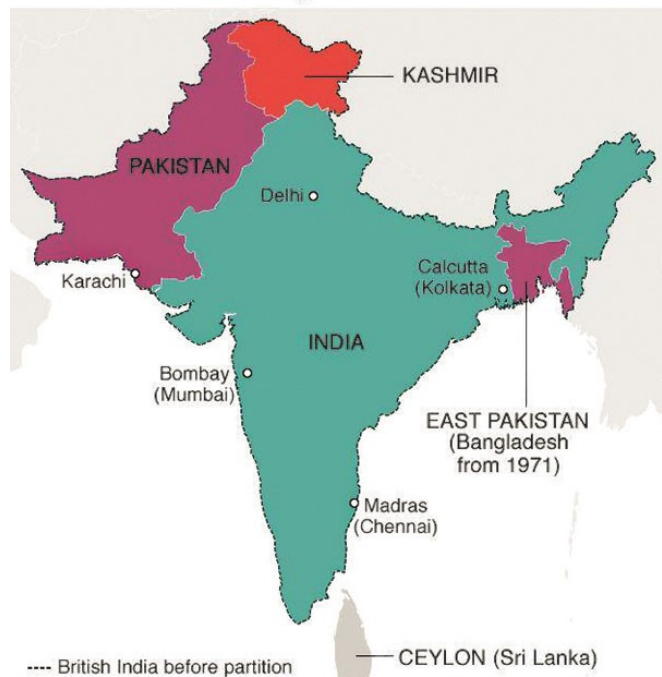 KASHMIR
PAKISTAN
Delhi
Karachi
Calcutta
(Kolkata)
INDIA
Bombay
(Mumbai)
EAST PAKISTAN
(Bangladesh
from 1971)
Madras
(Chennai)
---- British India before partition
CEYLON (Sri Lanka)